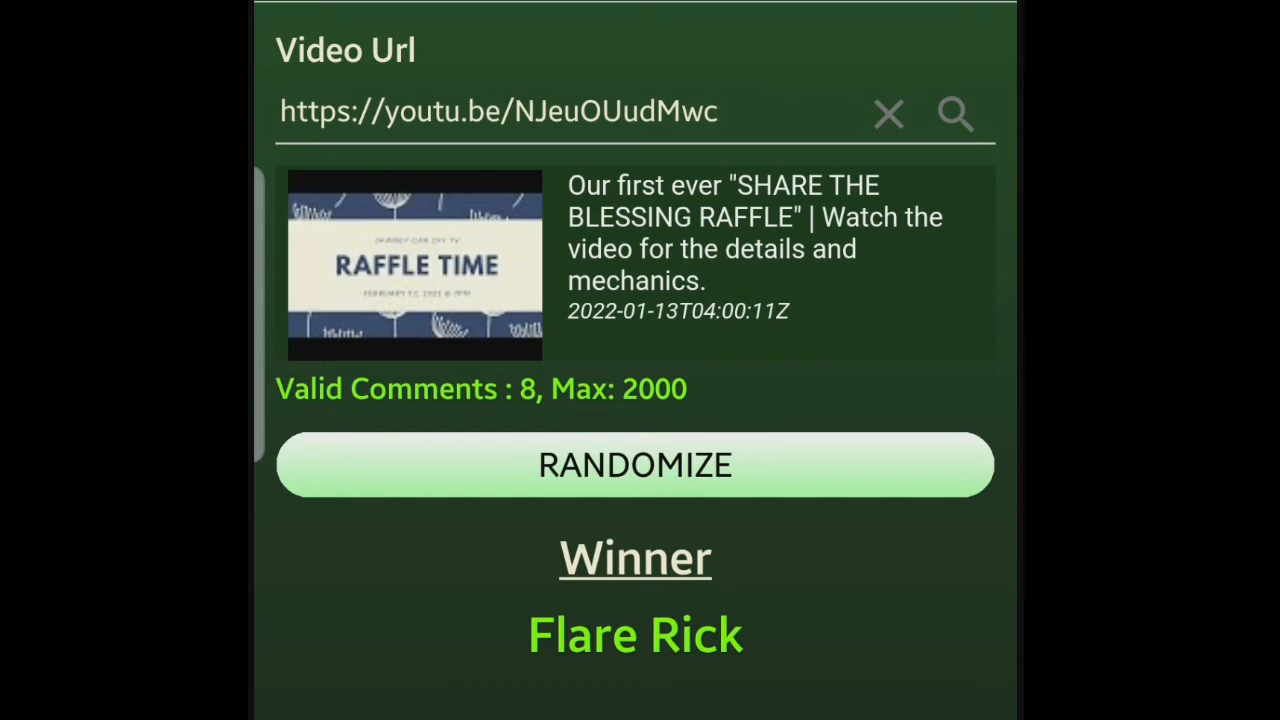 Video Url
https://youtu.be/NJeuOUudMwc
Our first ever "SHARE THE
BLESSING RAFFLE" | Watch the
video for the details and
mechanics.
2022-01-13T04:00:11Z
RAFFLE TIME
Valid Comments : 8, Max: 2000
RANDOMIZE
Winner
Flare Rick